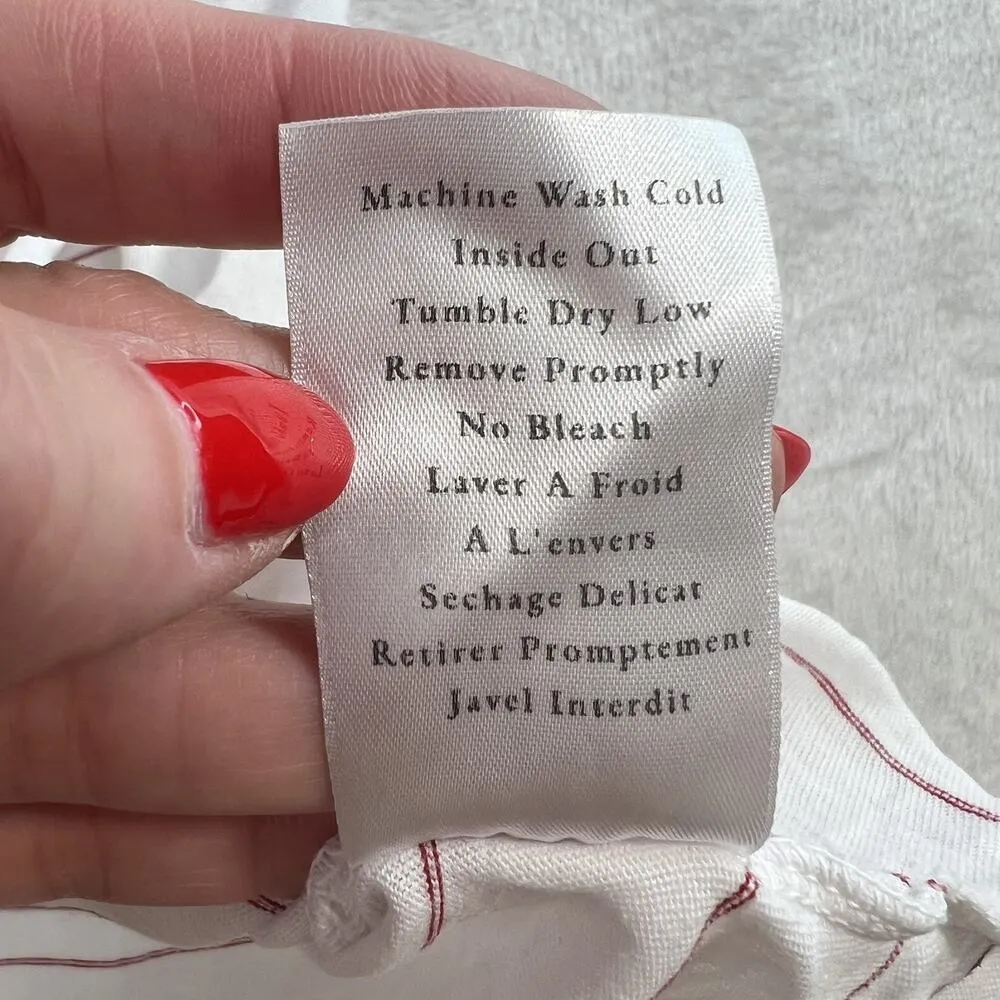 Machine Wash Cold
Inside Out
Tumble Dry Low
Remove Promptly
No Bleach
Laver A Froid
A L'envers
Sechage Delicat
Retirer Promptement
Javel Interdit